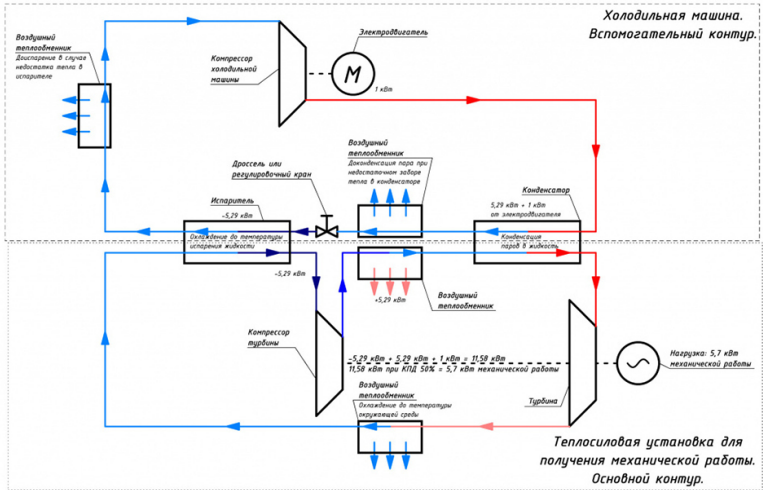 Холодильная машина.
Вспомогательный контур.
Воздушный
теплообменник
Доиспарение в случае
недостатка тепла в
испарителе
Компрессор
холодильной
машины
Электродвигатель
М
1 кВт
Дроссель или
регулировочный кран
Воздушный
теплообменник
Доконденсация пара при
недостаточном заборе
тепла в конденсаторе
Конденсатор
5,29 кВт + 1 кВт
от электродвигателя
Испаритель
-5,29 кВт
Охлаждение до температуры
испарения жидкости
Конденсация
паров в жидкость
-5,29 кВт
+5,29 кВт
Воздушный
теплообменник
Компрессор
турбины
-5,29 кВт + 5,29 кВт + 1 кВт = 11,58 кВт
11,58 кВт при КПД 50% = 5,7 кВт механической работы
Нагрузка: 5,7 кВт
механической работы
Турбина
Воздушный
теплообменник
Охлаждение до температуры
окружающей среды
Теплосиловая установка для
получения механической работы.
Основной контур.